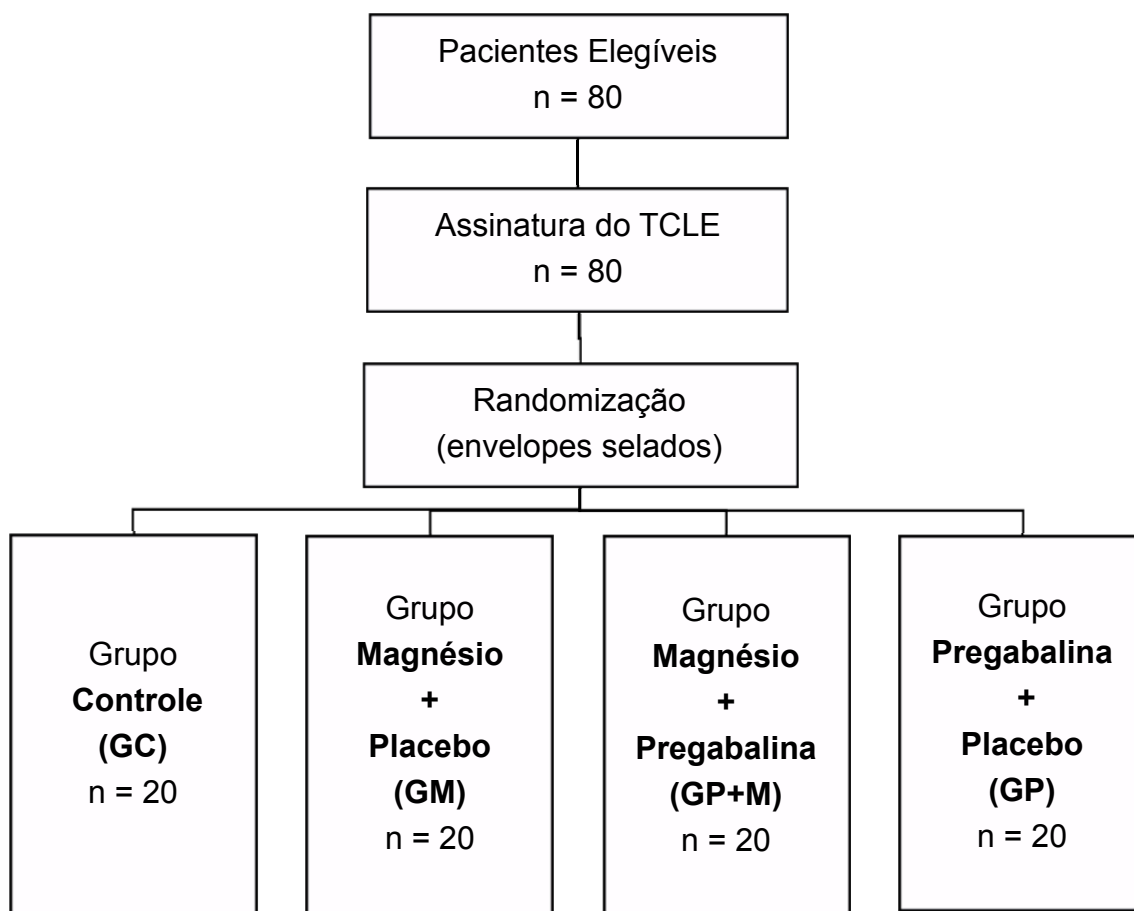 Pacientes Elegíveis
n = 80
Assinatura do TCLE
n = 80
Randomização
(envelopes selados)
Grupo
Controle
(GC)
n = 20
Grupo
Magnésio
+
Placebo
(GM)
n = 20
Grupo
Magnésio
+
Pregabalina
(GP+M)
n = 20
Grupo
Pregabalina
+
Placebo
(GP)
n = 20